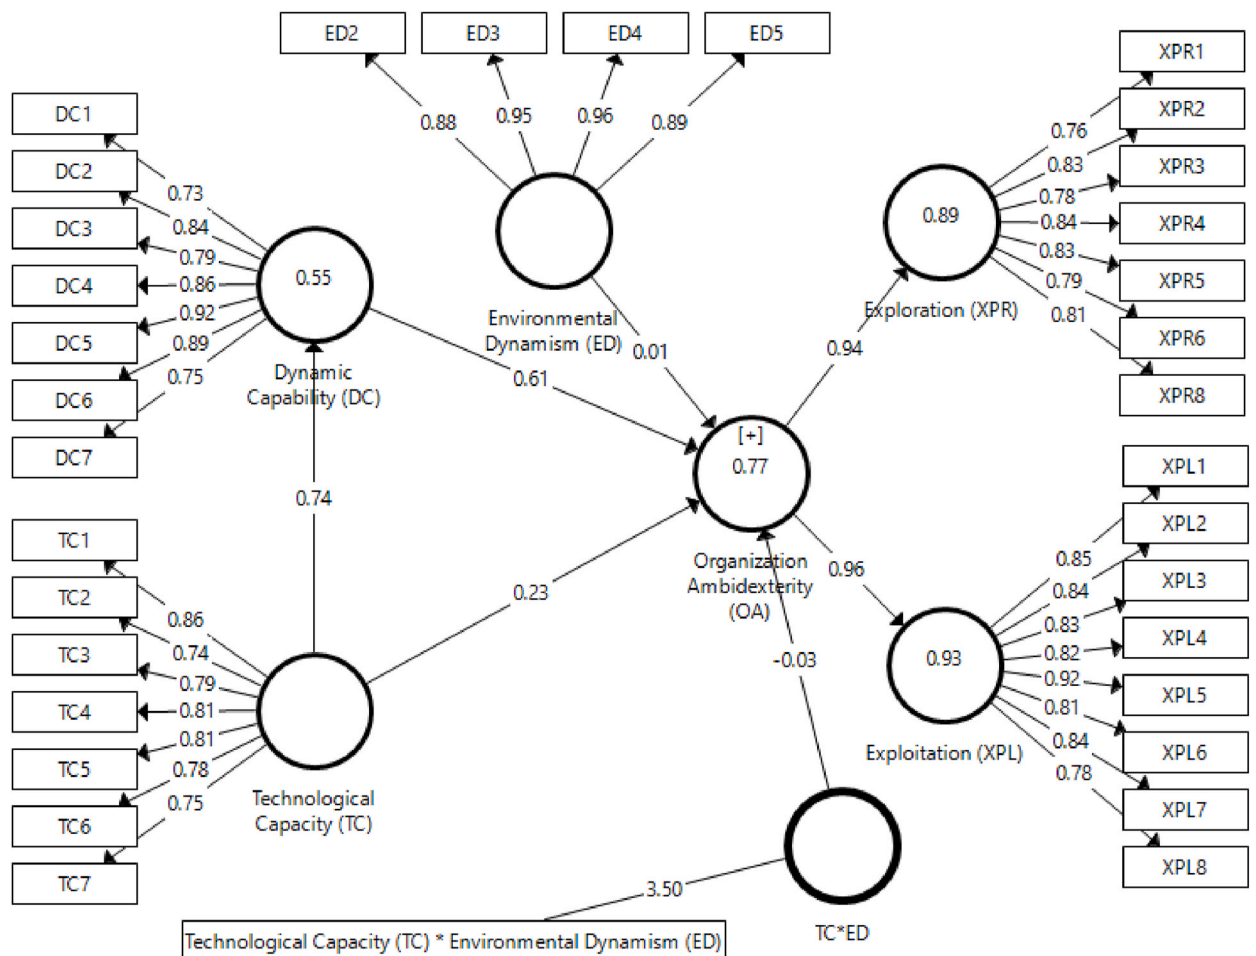 ED2
ED3
ED4
ED5
0.88
0.95
0.96
0.89
DC1
DC2
DC3
DC4
DC5
DC6
DC7
0.73
0.84
0.79
0.86
0.92
0.89
0.75
0.55
Dynamic
Capability (DC)
Environmental
Dynamism (ED)
0.01
0.61
0.74
XPR1
XPR2
XPR3
XPR4
XPR5
XPR6
XPR8
0.76
0.83
0.78
0.84
0.83
0.79
0.81
0.89
Exploration (XPR)
0.94
[+]
0.77
Organization
Ambidexterity
(OA)
0.96
0.23
-0.03
TC1
TC2
TC3
TC4
TC5
TC6
TC7
0.86
0.74
0.79
0.81
0.81
0.78
0.75
Technological
Capacity (TC)
XPL1
XPL2
XPL3
XPL4
XPL5
XPL6
XPL7
XPL8
0.85
0.84
0.83
0.82
0.92
0.81
0.84
0.78
0.93
Exploitation (XPL)
3.50
TC*ED
Technological Capacity (TC) * Environmental Dynamism (ED)